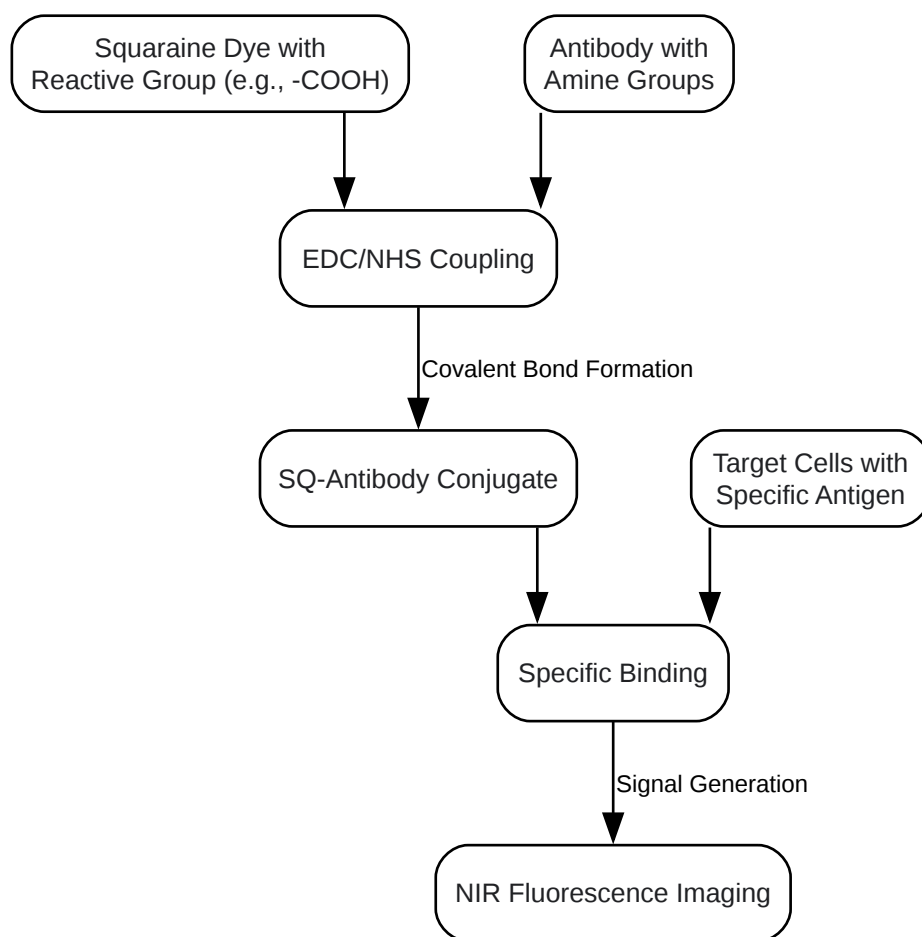 Squaraine Dye with
Reactive Group (e.g., -COOH)
Antibody with
Amine Groups
EDC/NHS Coupling
Covalent Bond Formation
SQ-Antibody Conjugate
Target Cells with
Specific Antigen
Specific Binding
Signal Generation
NIR Fluorescence Imaging